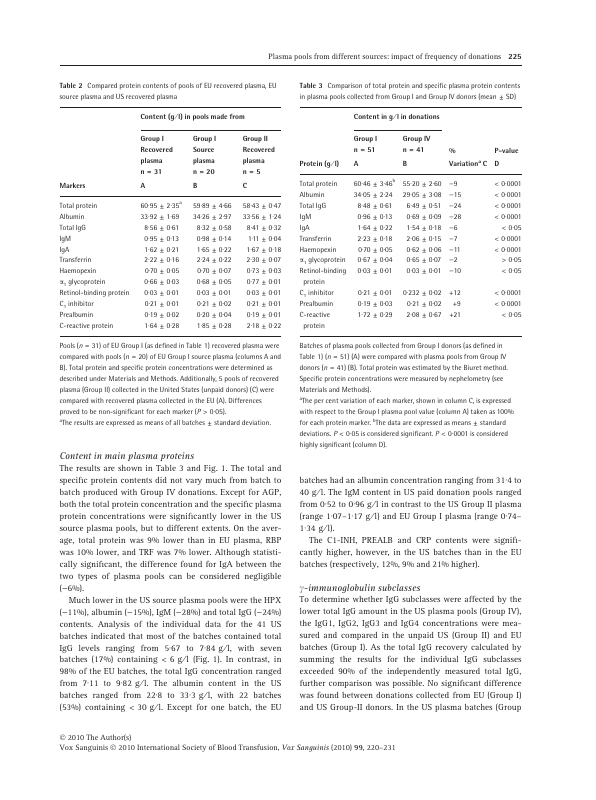 Plasma pools from different sources: impact of frequency of donations 225
Table 2 Compared protein contents of pools of EU recovered plasma, EU
source plasma and US recovered plasma
Content (g/l) in pools made from
Group I Group I Group II
Recovered Source Recovered
plasma plasma plasma
n = 31 n = 20 n = 5
Markers A B C
Total protein 60·95 ± 2·35ᵃ 59·89 ± 4·66 58·43 ± 0·47
Albumin 33·92 ± 1·69 34·26 ± 2·97 33·56 ± 1·24
Total IgG 8·56 ± 0·61 8·32 ± 0·58 8·41 ± 0·32
IgM 0·95 ± 0·13 0·98 ± 0·14 1·11 ± 0·04
IgA 1·62 ± 0·21 1·65 ± 0·22 1·67 ± 0·18
Transferrin 2·22 ± 0·16 2·24 ± 0·22 2·30 ± 0·07
Haemopexin 0·70 ± 0·05 0·70 ± 0·07 0·73 ± 0·03
α₁ glycoprotein 0·66 ± 0·03 0·68 ± 0·05 0·77 ± 0·01
Retinol-binding protein 0·03 ± 0·01 0·03 ± 0·01 0·03 ± 0·01
C₁ inhibitor 0·21 ± 0·01 0·21 ± 0·02 0·21 ± 0·01
Prealbumin 0·19 ± 0·02 0·20 ± 0·04 0·19 ± 0·01
C-reactive protein 1·64 ± 0·28 1·85 ± 0·28 2·18 ± 0·22
Pools (n = 31) of EU Group I (as defined in Table 1) recovered plasma were
compared with pools (n = 20) of EU Group I source plasma (columns A and
B). Total protein and specific protein concentrations were determined as
described under Materials and Methods. Additionally, 5 pools of recovered
plasma (Group II) collected in the United States (unpaid donors) (C) were
compared with recovered plasma collected in the EU (A). Differences
proved to be non-significant for each marker (P > 0·05).
ᵃThe results are expressed as means of all batches ± standard deviation.
Content in main plasma proteins
The results are shown in Table 3 and Fig. 1. The total and
specific protein contents did not vary much from batch to
batch produced with Group IV donations. Except for AGP,
both the total protein concentration and the specific plasma
protein concentrations were significantly lower in the US
source plasma pools, but to different extents. On the aver-
age, total protein was 9% lower than in EU plasma, RBP
was 10% lower, and TRF was 7% lower. Although statisti-
cally significant, the difference found for IgA between the
two types of plasma pools can be considered negligible
(−6%).
Much lower in the US source plasma pools were the HPX
(−11%), albumin (−15%), IgM (−28%) and total IgG (−24%)
contents. Analysis of the individual data for the 41 US
batches indicated that most of the batches contained total
IgG levels ranging from 5·67 to 7·84 g/l, with seven
batches (17%) containing < 6 g/l (Fig. 1). In contrast, in
98% of the EU batches, the total IgG concentration ranged
from 7·11 to 9·82 g/l. The albumin content in the US
batches ranged from 22·8 to 33·3 g/l, with 22 batches
(53%) containing < 30 g/l. Except for one batch, the EU
Table 3 Comparison of total protein and specific plasma protein contents
in plasma pools collected from Group I and Group IV donors (mean ± SD)
Content in g/l in donations
Group I Group IV
n = 51 n = 41 % P-value
Protein (g/l) A B Variationᵃ C D
Total protein 60·46 ± 3·46ᵇ 55·20 ± 2·60 −9 < 0·0001
Albumin 34·05 ± 2·24 29·05 ± 3·08 −15 < 0·0001
Total IgG 8·48 ± 0·61 6·49 ± 0·51 −24 < 0·0001
IgM 0·96 ± 0·13 0·69 ± 0·09 −28 < 0·0001
IgA 1·64 ± 0·22 1·54 ± 0·18 −6 < 0·05
Transferrin 2·23 ± 0·18 2·06 ± 0·15 −7 < 0·0001
Haemopexin 0·70 ± 0·05 0·62 ± 0·06 −11 < 0·0001
α₁ glycoprotein 0·67 ± 0·04 0·65 ± 0·07 −2 > 0·05
Retinol-binding 0·03 ± 0·01 0·03 ± 0·01 −10 < 0·05
protein
C₁ inhibitor 0·21 ± 0·01 0·232 ± 0·02 +12 < 0·0001
Prealbumin 0·19 ± 0·03 0·21 ± 0·02 +9 < 0·0001
C-reactive 1·72 ± 0·29 2·08 ± 0·67 +21 < 0·05
protein
Batches of plasma pools collected from Group I donors (as defined in
Table 1) (n = 51) (A) were compared with plasma pools from Group IV
donors (n = 41) (B). Total protein was estimated by the Biuret method.
Specific protein concentrations were measured by nephelometry (see
Materials and Methods).
ᵃThe per cent variation of each marker, shown in column C, is expressed
with respect to the Group I plasma pool value (column A) taken as 100%
for each protein marker. ᵇThe data are expressed as means ± standard
deviations. P < 0·05 is considered significant. P < 0·0001 is considered
highly significant (column D).
batches had an albumin concentration ranging from 31·4 to
40 g/l. The IgM content in US paid donation pools ranged
from 0·52 to 0·96 g/l in contrast to the US Group II plasma
(range 1·07–1·17 g/l) and EU Group I plasma (range 0·74–
1·34 g/l).
The C1-INH, PREALB and CRP contents were signifi-
cantly higher, however, in the US batches than in the EU
batches (respectively, 12%, 9% and 21% higher).
γ-immunoglobulin subclasses
To determine whether IgG subclasses were affected by the
lower total IgG amount in the US plasma pools (Group IV),
the IgG1, IgG2, IgG3 and IgG4 concentrations were mea-
sured and compared in the unpaid US (Group II) and EU
batches (Group I). As the total IgG recovery calculated by
summing the results for the individual IgG subclasses
exceeded 90% of the independently measured total IgG,
further comparison was possible. No significant difference
was found between donations collected from EU (Group I)
and US Group-II donors. In the US plasma batches (Group
© 2010 The Author(s)
Vox Sanguinis © 2010 International Society of Blood Transfusion, Vox Sanguinis (2010) 99, 220–231